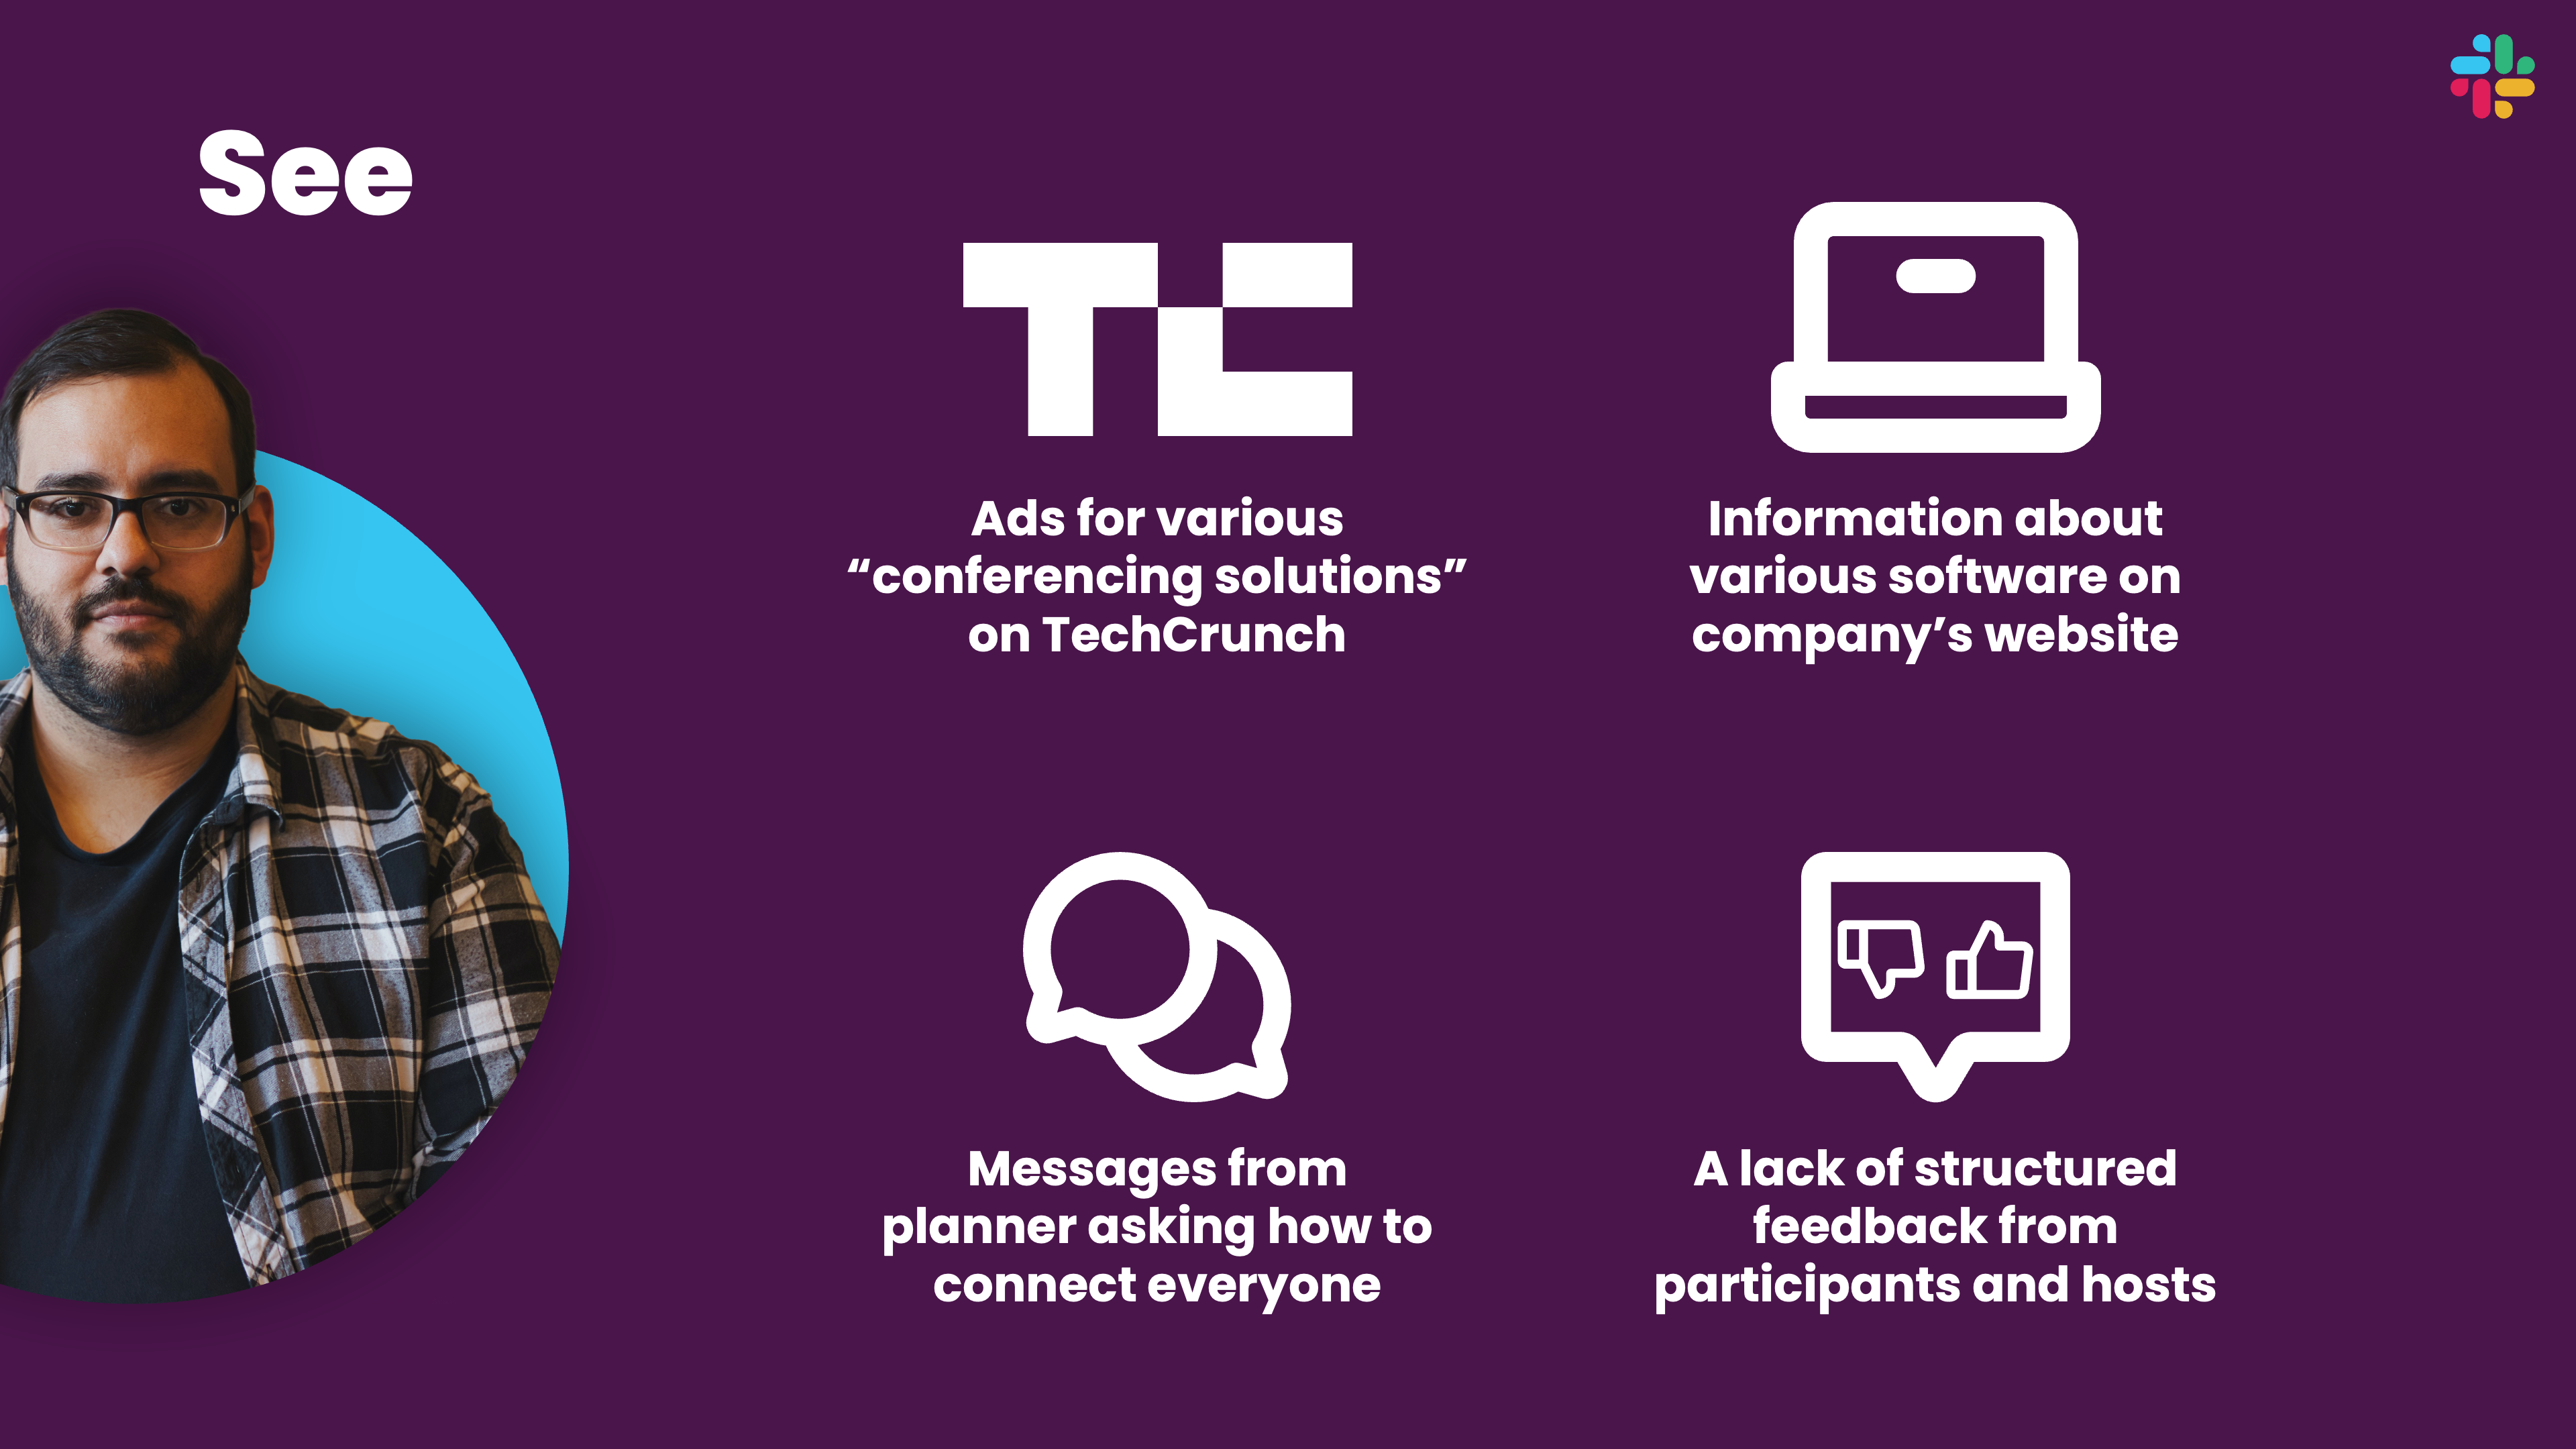 See
TC
Ads for various
“conferencing solutions”
on TechCrunch
Information about
various software on
company’s website
Messages from
planner asking how to
connect everyone
A lack of structured
feedback from
participants and hosts